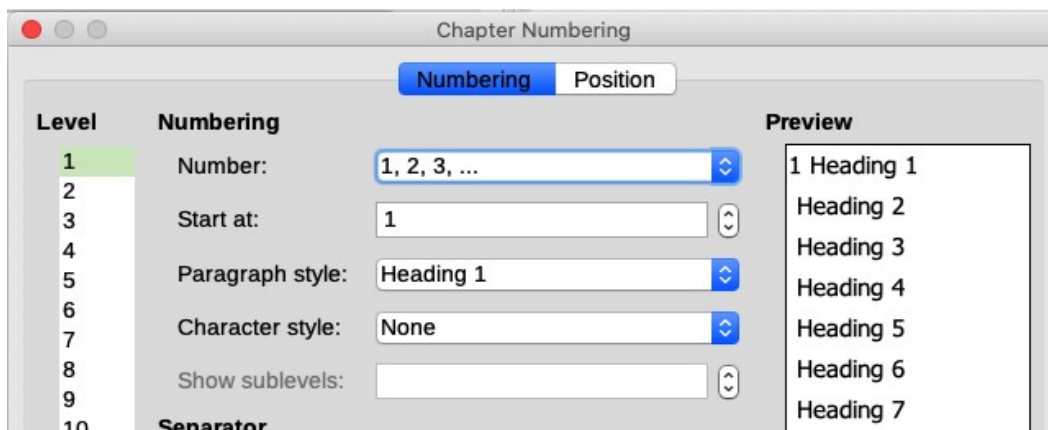 Chapter Numbering
Numbering Position
Level
1
2
3
4
5
6
7
8
9
10
Numbering
Number: 1, 2, 3, ...
Start at: 1
Paragraph style: Heading 1
Character style: None
Show sublevels:
Separator
Preview
1 Heading 1
Heading 2
Heading 3
Heading 4
Heading 5
Heading 6
Heading 7